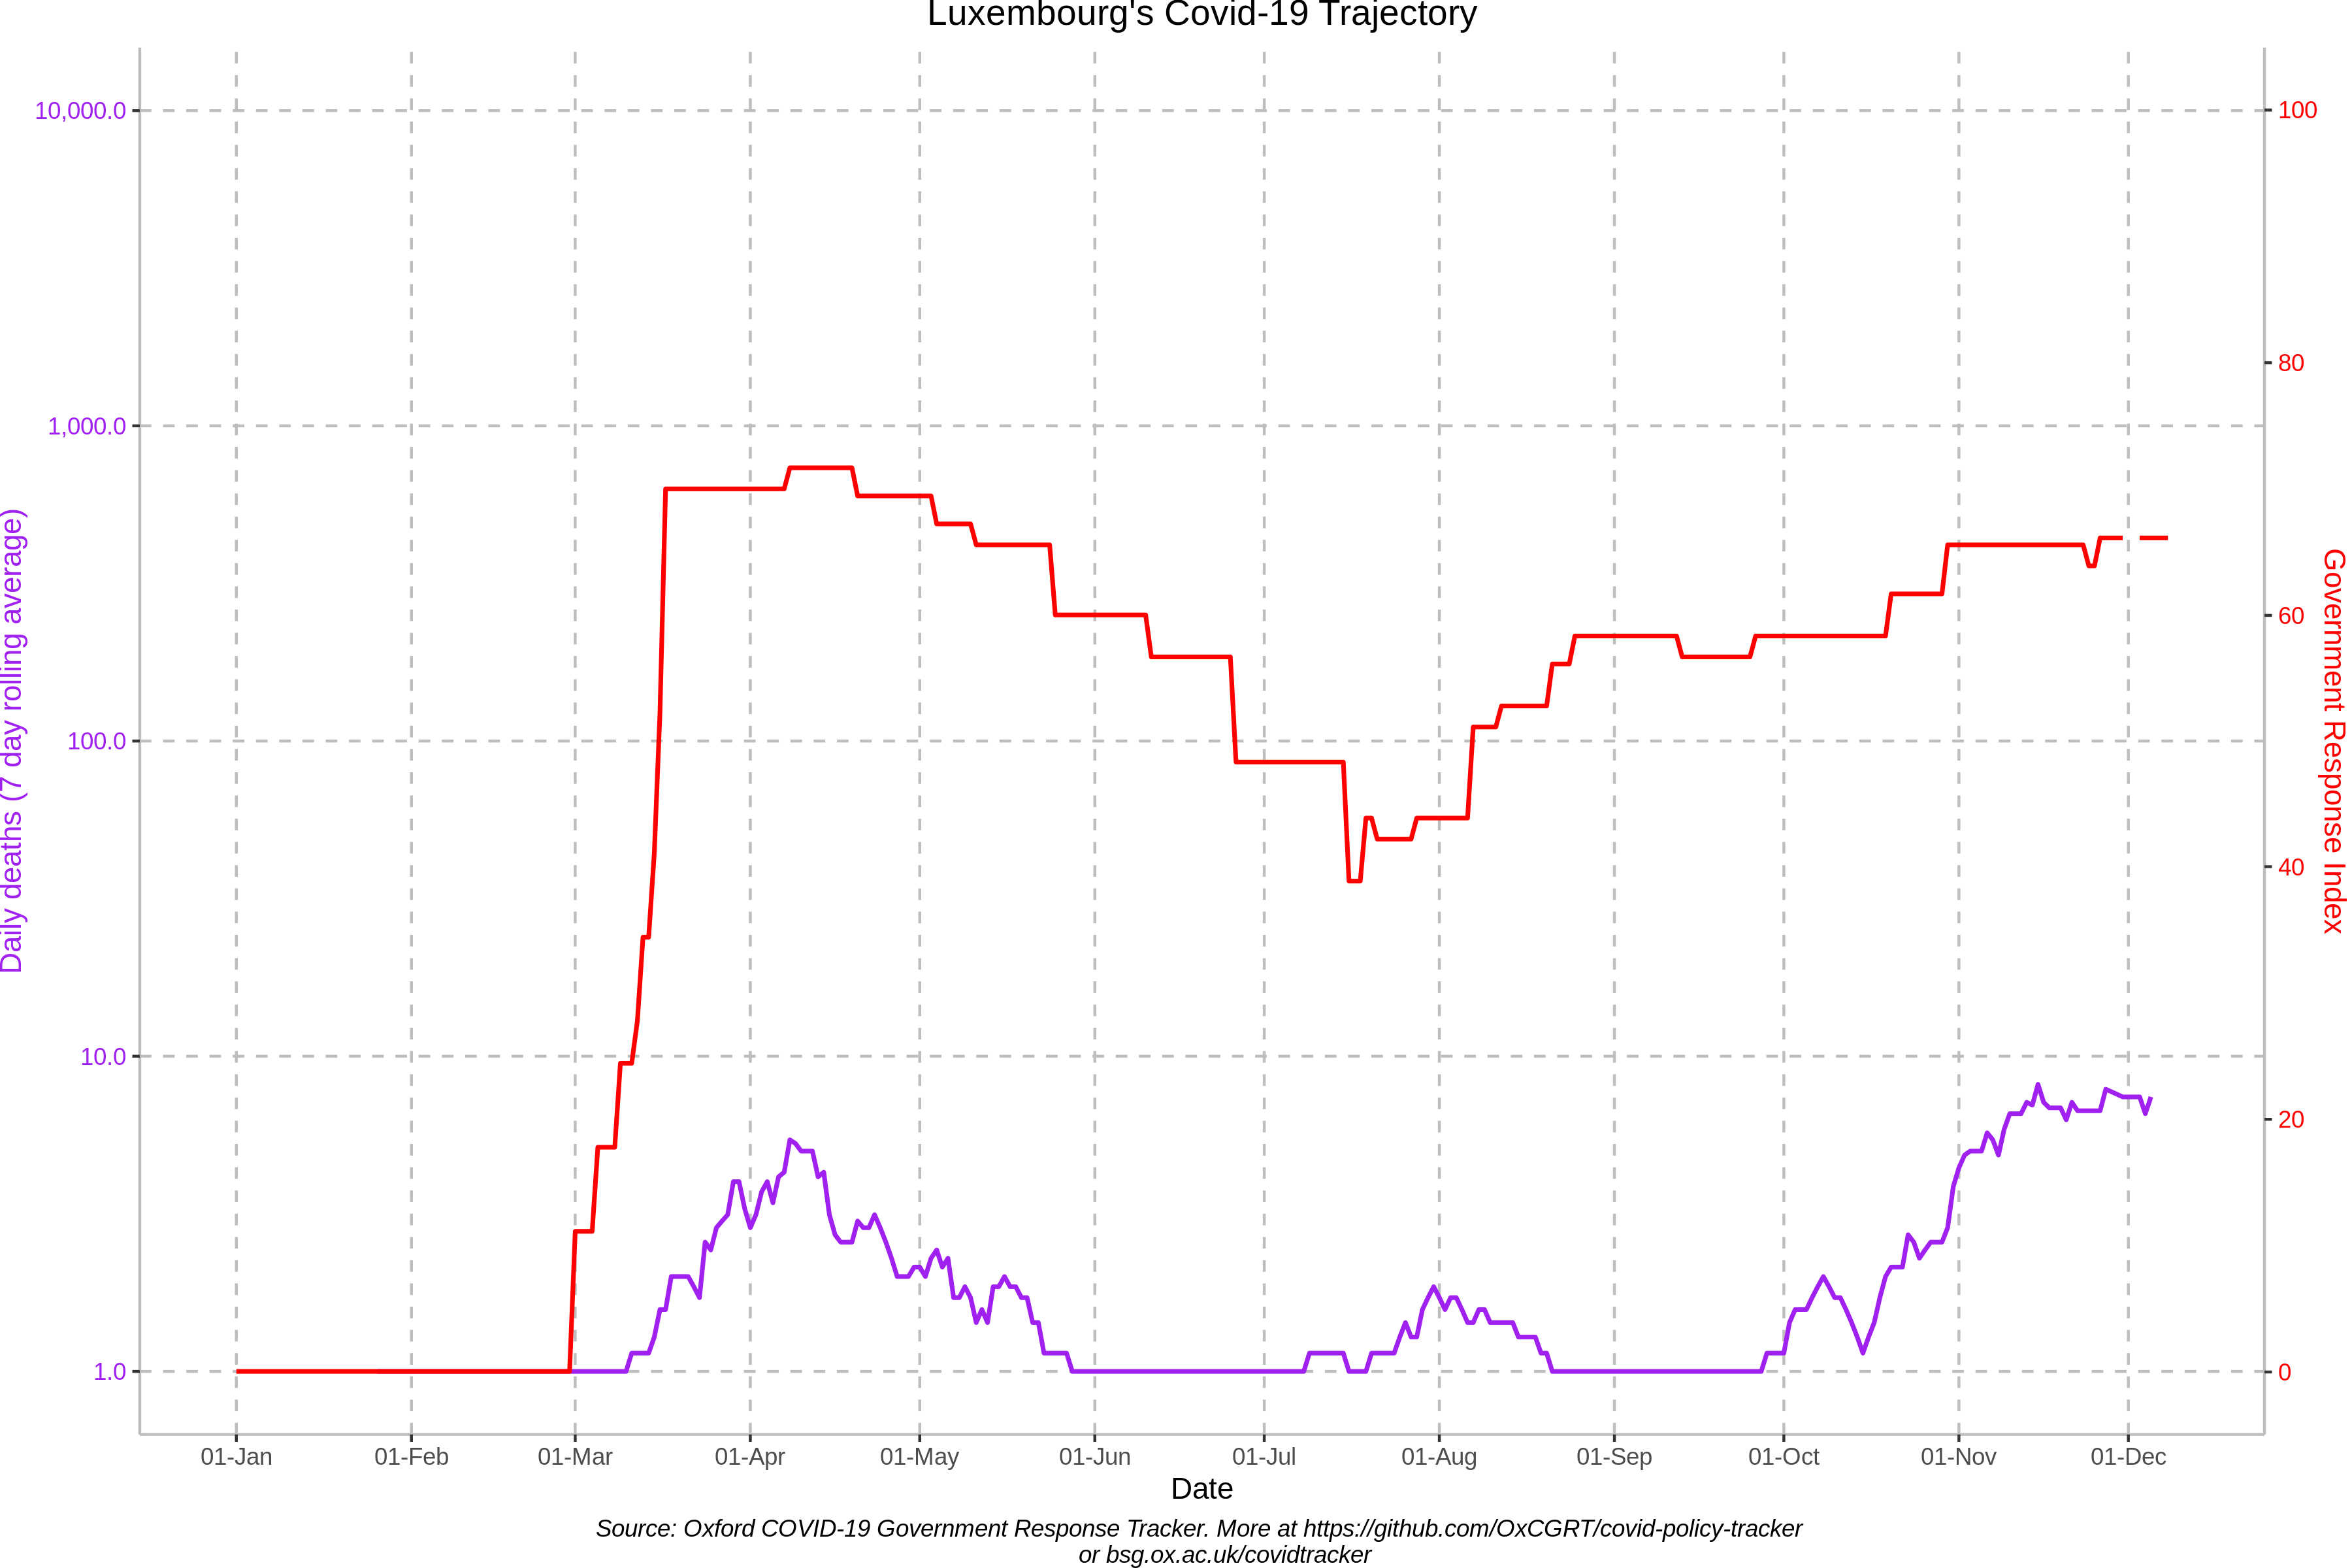 Luxembourg's Covid-19 Trajectory
Daily deaths (7 day rolling average)
10,000.0
1,000.0
100.0
10.0
1.0
100
80
60
40
20
0
Government Response Index
01-Jan
01-Feb
01-Mar
01-Apr
01-May
01-Jun
01-Jul
01-Aug
01-Sep
01-Oct
01-Nov
01-Dec
Date
Source: Oxford COVID-19 Government Response Tracker. More at https://github.com/OxCGRT/covid-policy-tracker
or bsg.ox.ac.uk/covidtracker